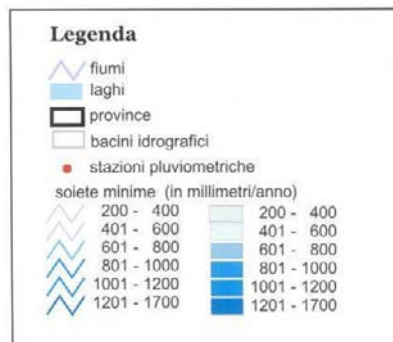 Legenda
fiumi
laghi
province
bacini idrografici
stazioni pluviometriche
soiete minime (in millimetri/anno)
200 - 400 200 - 400
401 - 600 401 - 600
601 - 800 601 - 800
801 - 1000 801 - 1000
1001 - 1200 1001 - 1200
1201 - 1700 1201 - 1700